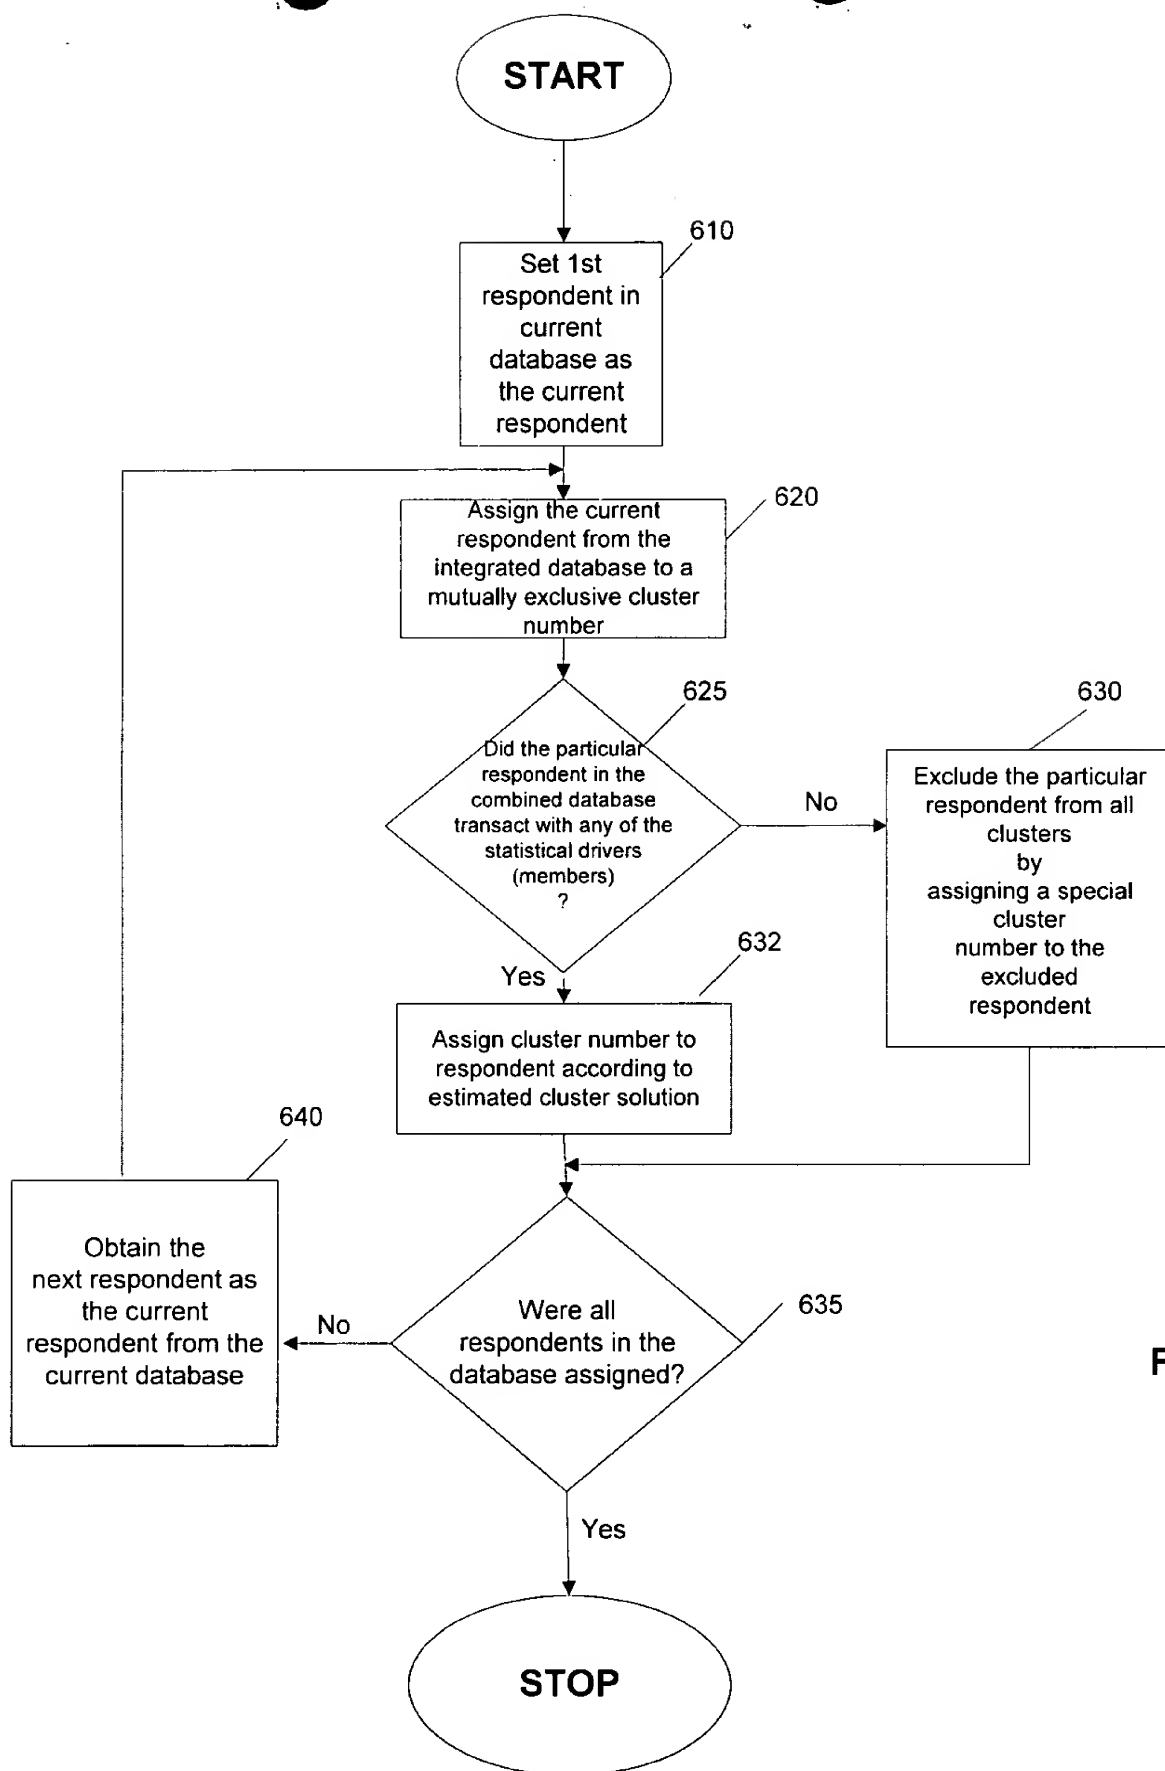 START
610
Set 1st
respondent in
current
database as
the current
respondent
620
Assign the current
respondent from the
integrated database to a
mutually exclusive cluster
number
625
Did the particular
respondent in the
combined database
transact with any of the
statistical drivers
(members)
?
No
630
Exclude the particular
respondent from all
clusters
by
assigning a special
cluster
number to the
excluded
respondent
Yes
632
Assign cluster number to
respondent according to
estimated cluster solution
640
Obtain the
next respondent as
the current
respondent from the
current database
No
Were all
respondents in the
database assigned?
635
Yes
STOP